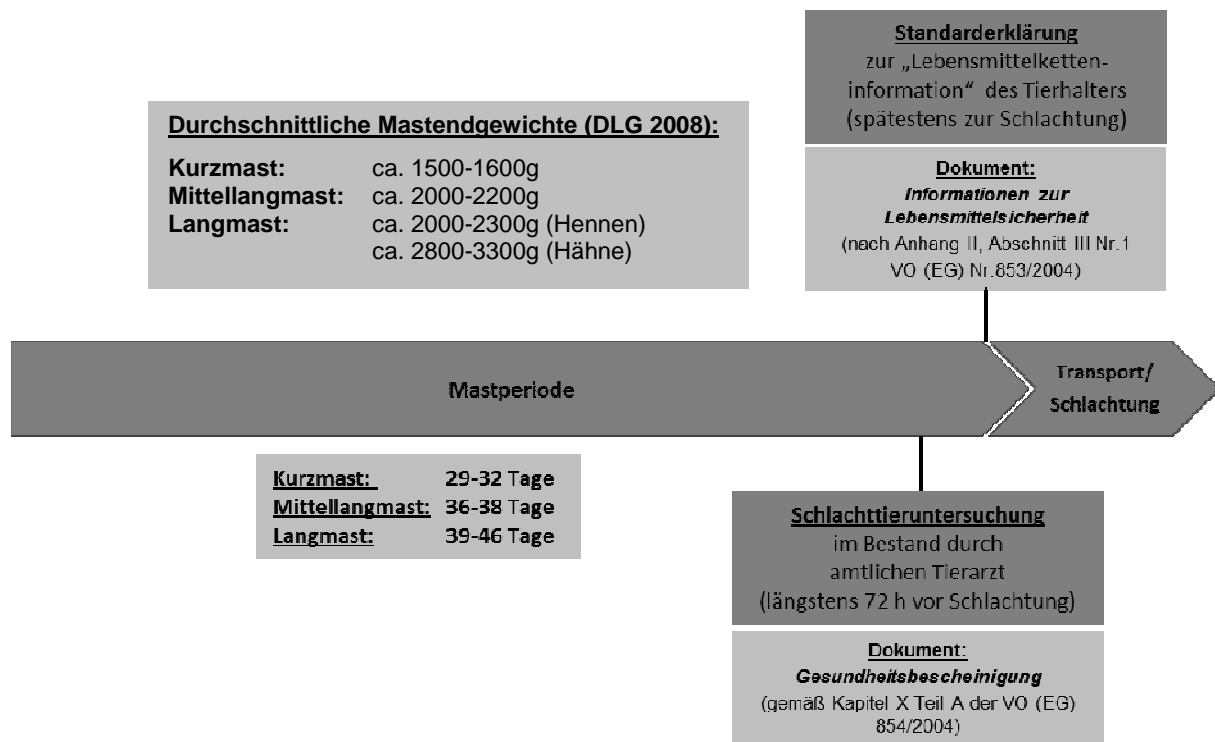 Standarderklärung
zur „Lebensmittelketten-
information“ des Tierhalters
(spätestens zur Schlachtung)
Dokument:
Informationen zur
Lebensmittelsicherheit
(nach Anhang II, Abschnitt III Nr.1
VO (EG) Nr.853/2004)
Durchschnittliche Mastendgewichte (DLG 2008):
Kurzmast: ca. 1500-1600g
Mittellangmast: ca. 2000-2200g
Langmast: ca. 2000-2300g (Hennen)
ca. 2800-3300g (Hähne)
Mastperiode
Transport/
Schlachtung
Kurzmast: 29-32 Tage
Mittellangmast: 36-38 Tage
Langmast: 39-46 Tage
Schlachttieruntersuchung
im Bestand durch
amtlichen Tierarzt
(längstens 72 h vor Schlachtung)
Dokument:
Gesundheitsbescheinigung
(gemäß Kapitel X Teil A der VO (EG)
854/2004)